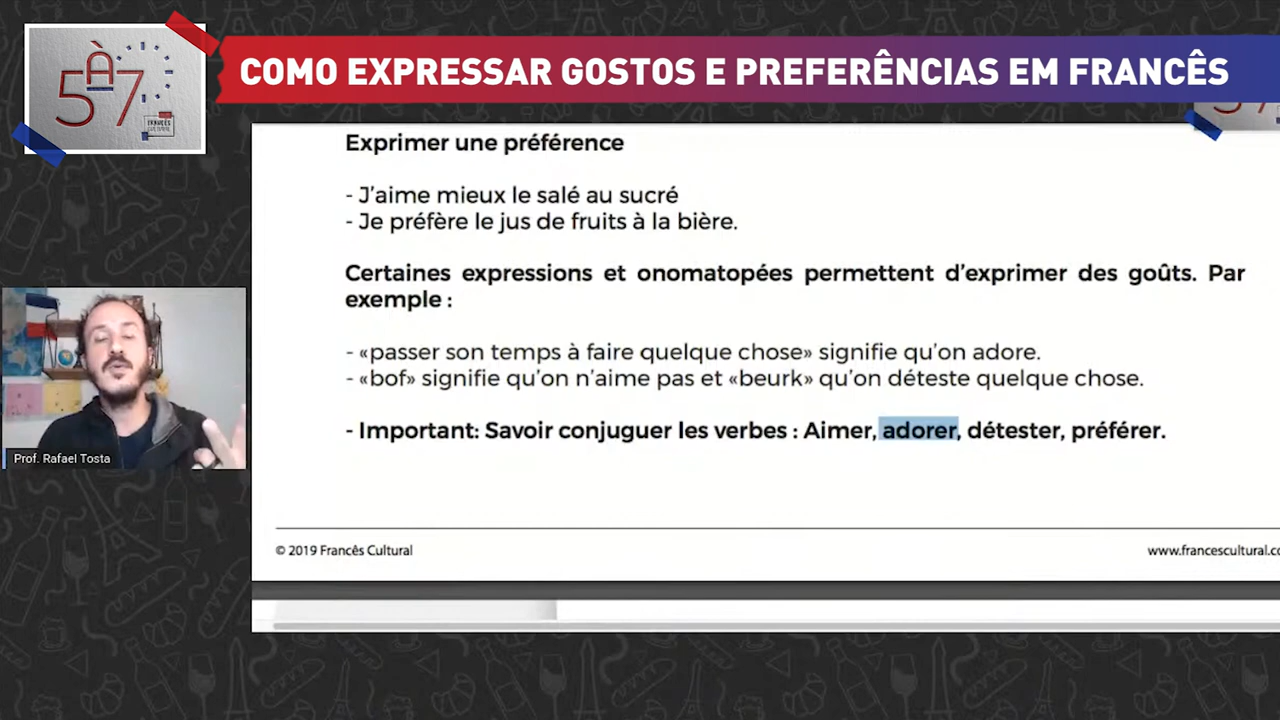 5 À 7
FRANCÊS
CULTURAL
COMO EXPRESSAR GOSTOS E PREFERÊNCIAS EM FRANCÊS
Exprimer une préférence
- J'aime mieux le salé au sucré
- Je préfère le jus de fruits à la bière.
Certaines expressions et onomatopées permettent d'exprimer des goûts. Par
exemple :
- «passer son temps à faire quelque chose» signifie qu'on adore.
- «bof» signifie qu'on n'aime pas et «beurk» qu'on déteste quelque chose.
- Important: Savoir conjuguer les verbes : Aimer, adorer, détester, préférer.
Prof. Rafael Tosta
© 2019 Francês Cultural
www.francescultural.co